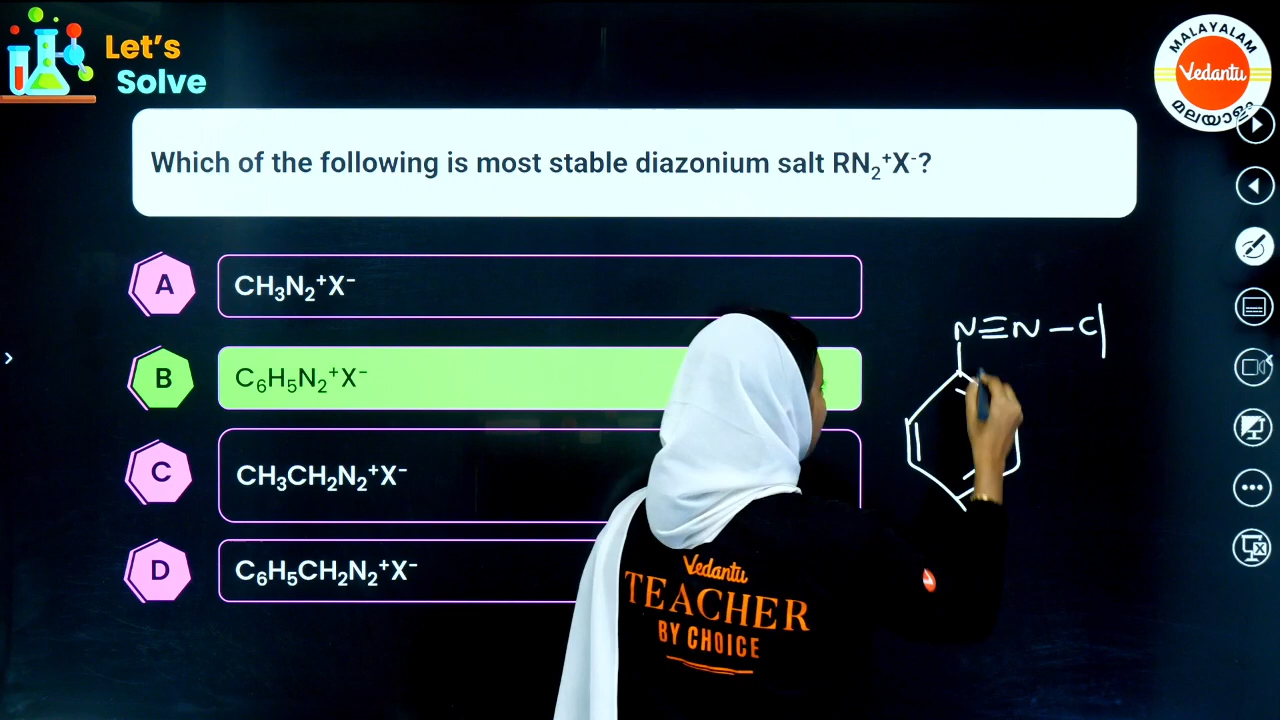 Let's
Solve
MALAYALAM
Vedantu
മലയാളം
Which of the following is most stable diazonium salt RN₂⁺X⁻?
A
CH₃N₂⁺X⁻
B
C₆H₅N₂⁺X⁻
C
CH₃CH₂N₂⁺X⁻
D
C₆H₅CH₂N₂⁺X⁻
N≡N–Cl
Vedantu
TEACHER
BY CHOICE